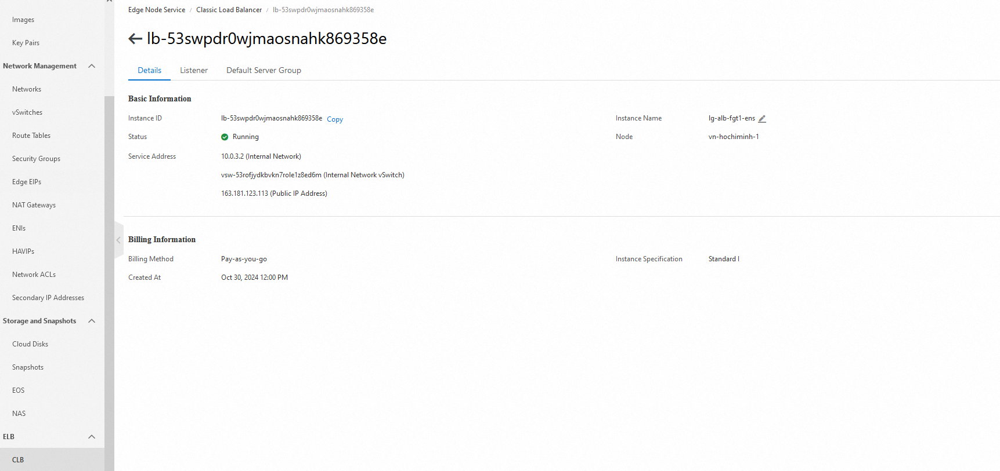 Images
Key Pairs
Network Management
Networks
vSwitches
Route Tables
Security Groups
Edge EIPs
NAT Gateways
ENIs
HAVIPs
Network ACLs
Secondary IP Addresses
Storage and Snapshots
Cloud Disks
Snapshots
EOS
NAS
ELB
CLB
Edge Node Service / Classic Load Balancer / lb-53swpdr0wjmaosnahk869358e
lb-53swpdr0wjmaosnahk869358e
Details Listener Default Server Group
Basic Information
Instance ID lb-53swpdr0wjmaosnahk869358e Copy Instance Name lg-alb-fgt1-ens
Status Running Node vn-hochiminh-1
Service Address 10.0.3.2 (Internal Network)
vsw-53rofjydkbvkn7role1z8ed6m (Internal Network vSwitch)
163.181.123.113 (Public IP Address)
Billing Information
Billing Method Pay-as-you-go Instance Specification Standard I
Created At Oct 30, 2024 12:00 PM